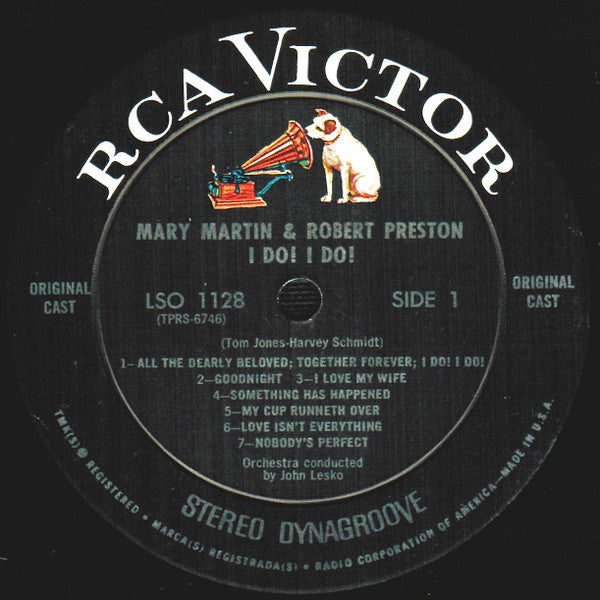 RCA VICTOR
MARY MARTIN & ROBERT PRESTON
I DO! I DO!
ORIGINAL
CAST
LSO 1128
(TPRS-6746)
SIDE 1
ORIGINAL
CAST
(Tom Jones-Harvey Schmidt)
1—ALL THE DEARLY BELOVED; TOGETHER FOREVER; I DO! I DO!
2—GOODNIGHT 3—I LOVE MY WIFE
4—SOMETHING HAS HAPPENED
5—MY CUP RUNNETH OVER
6—LOVE ISN'T EVERYTHING
7—NOBODY'S PERFECT
Orchestra conducted
by John Lesko
STEREO DYNAGROOVE
TMK(S)® REGISTERED • MARCA(S) REGISTRADA(S) • RADIO CORPORATION OF AMERICA—MADE IN U.S.A.